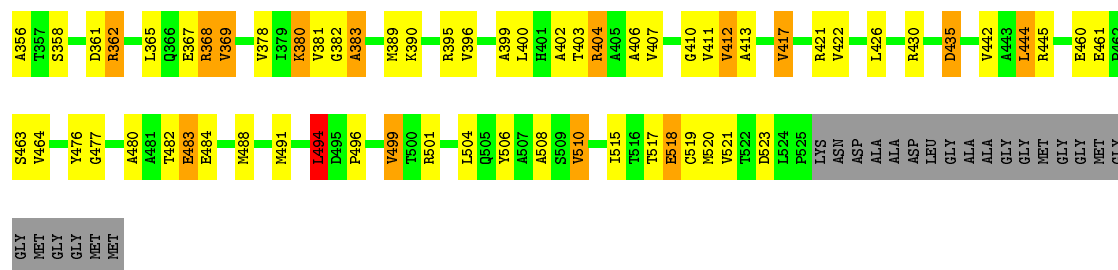 A356 T357 S358 D361 R362 L365 Q366 E367 R368 V369 V378 I379 K380 V381 G382 A383 M389 K390 R395 V396 A399 L400 H401 A402 T403 R404 A405 A406 V407 G410 V411 V412 A413 V417 R421 V422 L426 R430 D435 V442 A443 L444 R445 E460 E461
S463 V464 Y476 G477 A480 A481 T482 E483 E484 M488 M491 L494 D495 P496 V499 T500 R501 L504 Q505 Y506 A507 A508 S509 V510 I515 T516 T517 E518 C519 M520 V521 T522 D523 L524 P525 LYS ASN ASP ALA ALA ASP LEU GLY ALA ALA GLY GLY MET GLY GLY MET
GLY MET GLY GLY MET MET